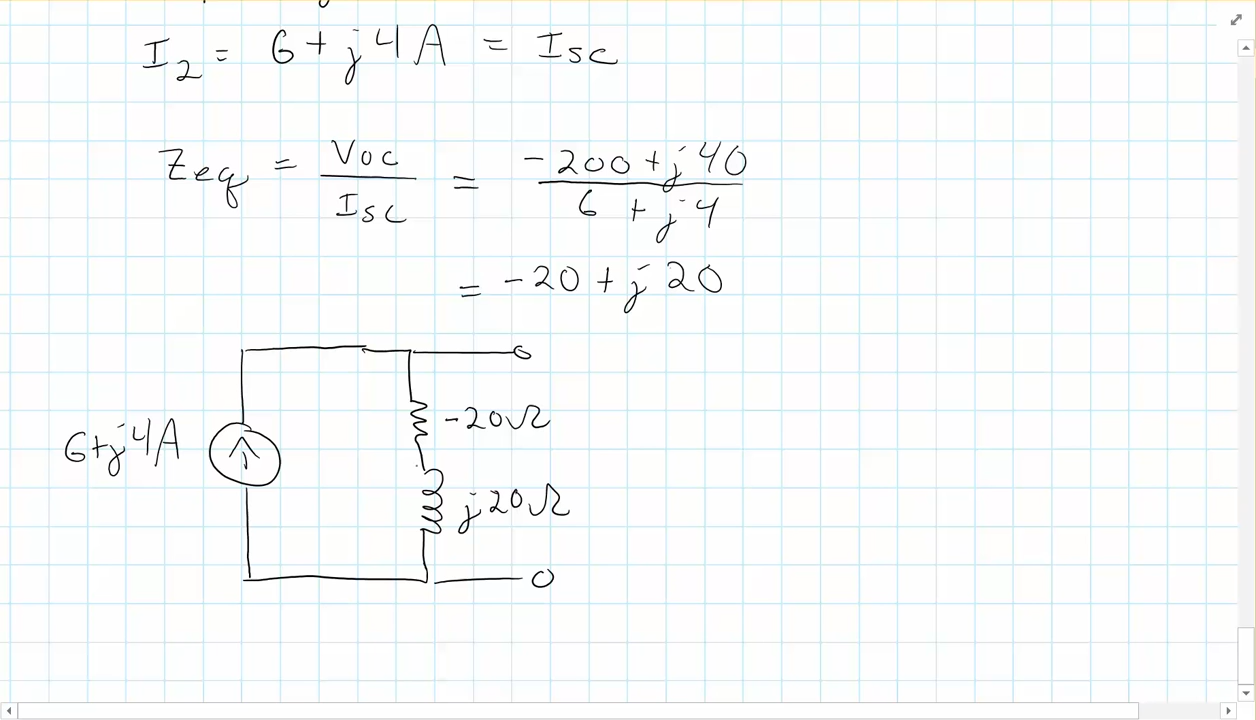 I2 = 6 + j4 A = Isc
Zeq = Voc / Isc = -200 + j40 / 6 + j4
= -20 + j20
6+j4A
-20Ω
j20Ω